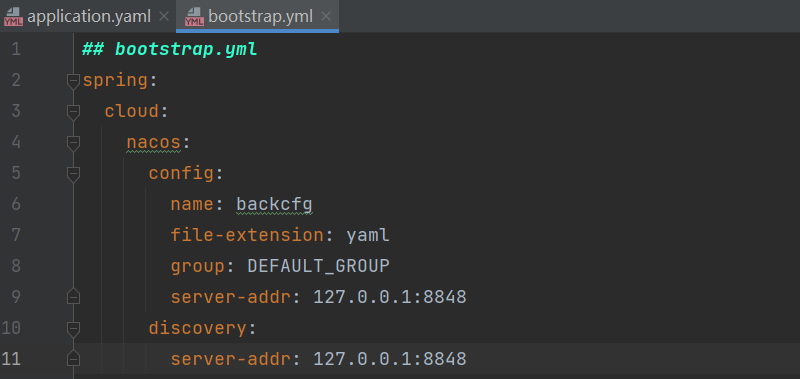 application.yaml bootstrap.yml
1 ## bootstrap.yml
2 spring:
3   cloud:
4     nacos:
5       config:
6         name: backcfg
7         file-extension: yaml
8         group: DEFAULT_GROUP
9         server-addr: 127.0.0.1:8848
10       discovery:
11         server-addr: 127.0.0.1:8848